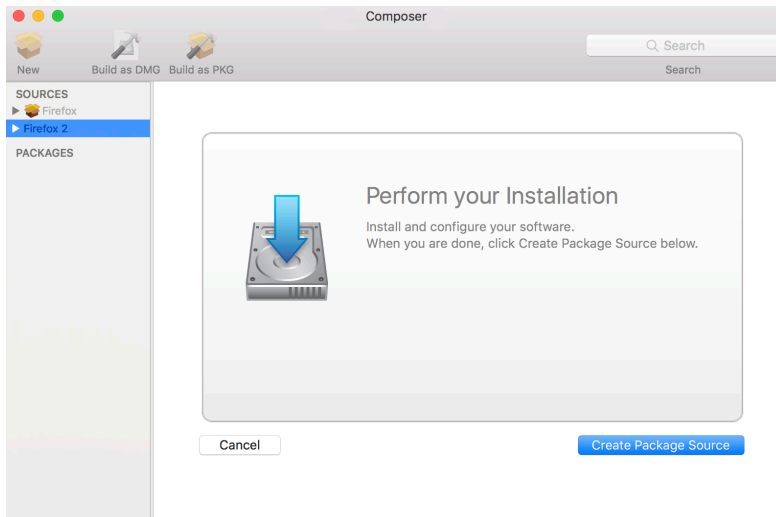 Composer
Search
New
Build as DMG
Build as PKG
Search
SOURCES
Firefox
Firefox 2
PACKAGES
Perform your Installation
Install and configure your software.
When you are done, click Create Package Source below.
Cancel
Create Package Source